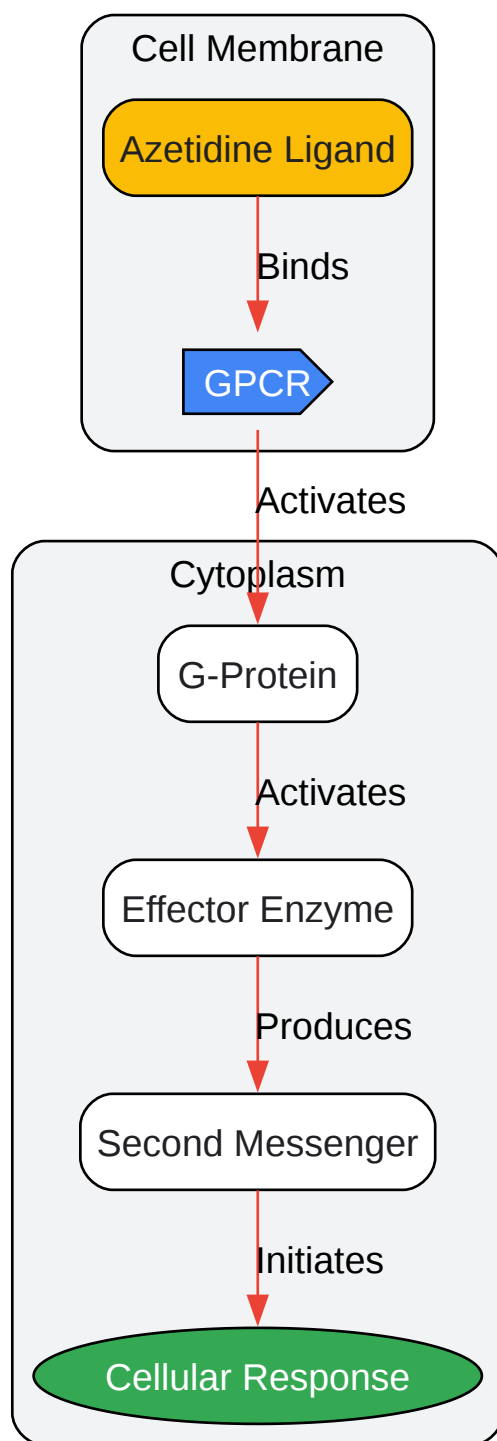 Cell Membrane
Azetidine Ligand
Binds
GPCR
Activates
Cytoplasm
G-Protein
Activates
Effector Enzyme
Produces
Second Messenger
Initiates
Cellular Response